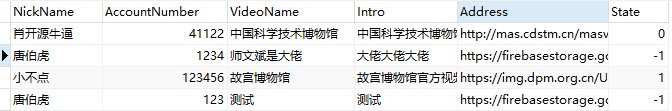 NickName AccountNumber VideoName Intro Address State
肖开源牛逼 41122 中国科学技术博物馆 中国科学技术博物 http://mas.cdstm.cn/masv 0
唐伯虎 1234 师文斌是大佬 大佬大佬大佬 https://firebasestorage.go -1
小不点 123456 故宫博物馆 故宫博物馆官方视频 https://img.dpm.org.cn/U 1
唐伯虎 123 测试 测试 https://firebasestorage.go -1